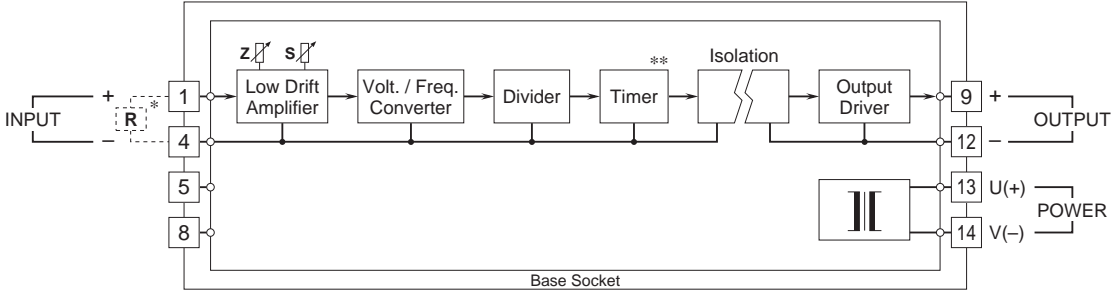 Z S
**
Isolation
INPUT
+
–
*
R
1
4
5
8
Low Drift
Amplifier
Volt. / Freq.
Converter
Divider
Timer
Output
Driver
9
12
13
14
+
–
OUTPUT
U(+)
V(–)
POWER
Base Socket